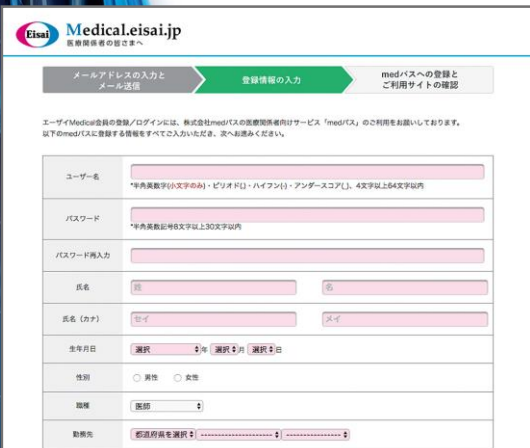 Eisai
Medical.eisai.jp
医療関係者の皆さまへ
メールアドレスの入力と
メール送信
登録情報の入力
medパスへの登録と
ご利用サイトの確認
エーザイMedical会員の登録／ログインには、株式会社medパスの医療関係者向けサービス「medパス」のご利用をお願いしております。
以下のmedパスに登録する情報をすべてご入力いただき、次へお進みください。
ユーザー名
*半角英数字(小文字のみ)・ピリオド(.)・ハイフン(-)・アンダースコア(_)、4文字以上64文字以内
パスワード
*半角英数記号8文字以上30文字以内
パスワード再入力
氏名 姓 名
氏名（カナ） セイ メイ
生年月日 選択 年 選択 月 選択 日
性別 男性 女性
職種 医師
勤務先 都道府県を選択 ---------------------- ----------------